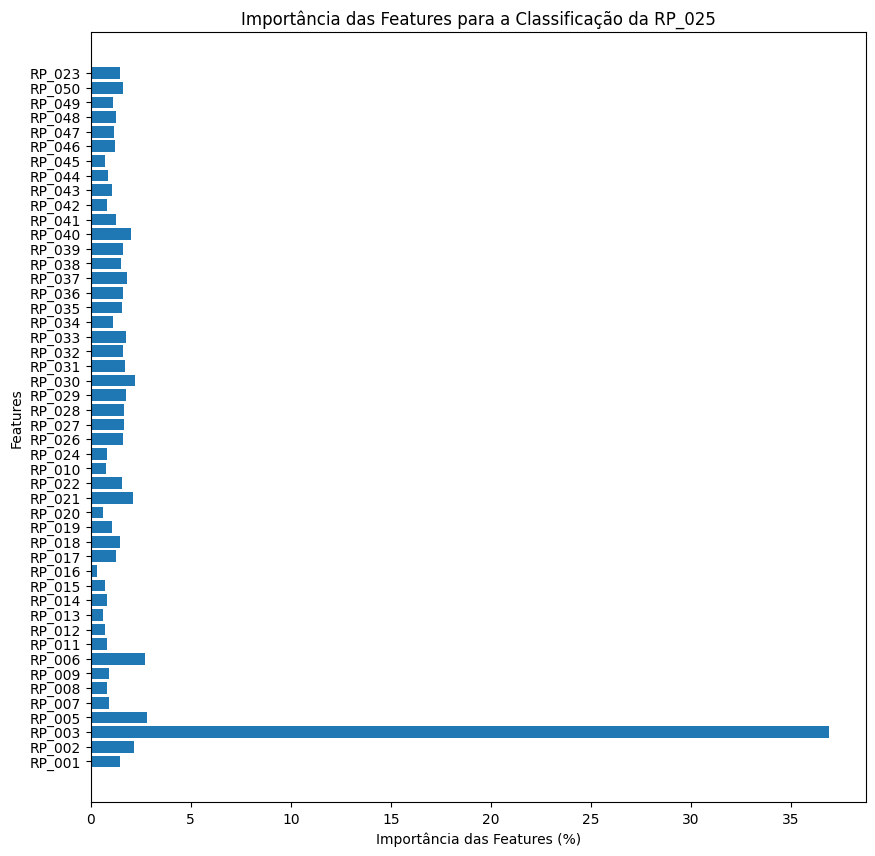 Importância das Features para a Classificação da RP_025
Features
RP_023
RP_050
RP_049
RP_048
RP_047
RP_046
RP_045
RP_044
RP_043
RP_042
RP_041
RP_040
RP_039
RP_038
RP_037
RP_036
RP_035
RP_034
RP_033
RP_032
RP_031
RP_030
RP_029
RP_028
RP_027
RP_026
RP_024
RP_010
RP_022
RP_021
RP_020
RP_019
RP_018
RP_017
RP_016
RP_015
RP_014
RP_013
RP_012
RP_011
RP_006
RP_009
RP_008
RP_007
RP_005
RP_003
RP_002
RP_001
0 5 10 15 20 25 30 35
Importância das Features (%)